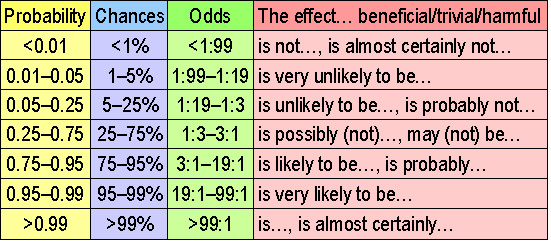 Probability Chances Odds The effect… beneficial/trivial/harmful
<0.01 <1% <1:99 is not…, is almost certainly not…
0.01–0.05 1–5% 1:99–1:19 is very unlikely to be…
0.05–0.25 5–25% 1:19–1:3 is unlikely to be…, is probably not…
0.25–0.75 25–75% 1:3–3:1 is possibly (not)…, may (not) be…
0.75–0.95 75–95% 3:1–19:1 is likely to be…, is probably…
0.95–0.99 95–99% 19:1–99:1 is very likely to be…
>0.99 >99% >99:1 is…, is almost certainly…